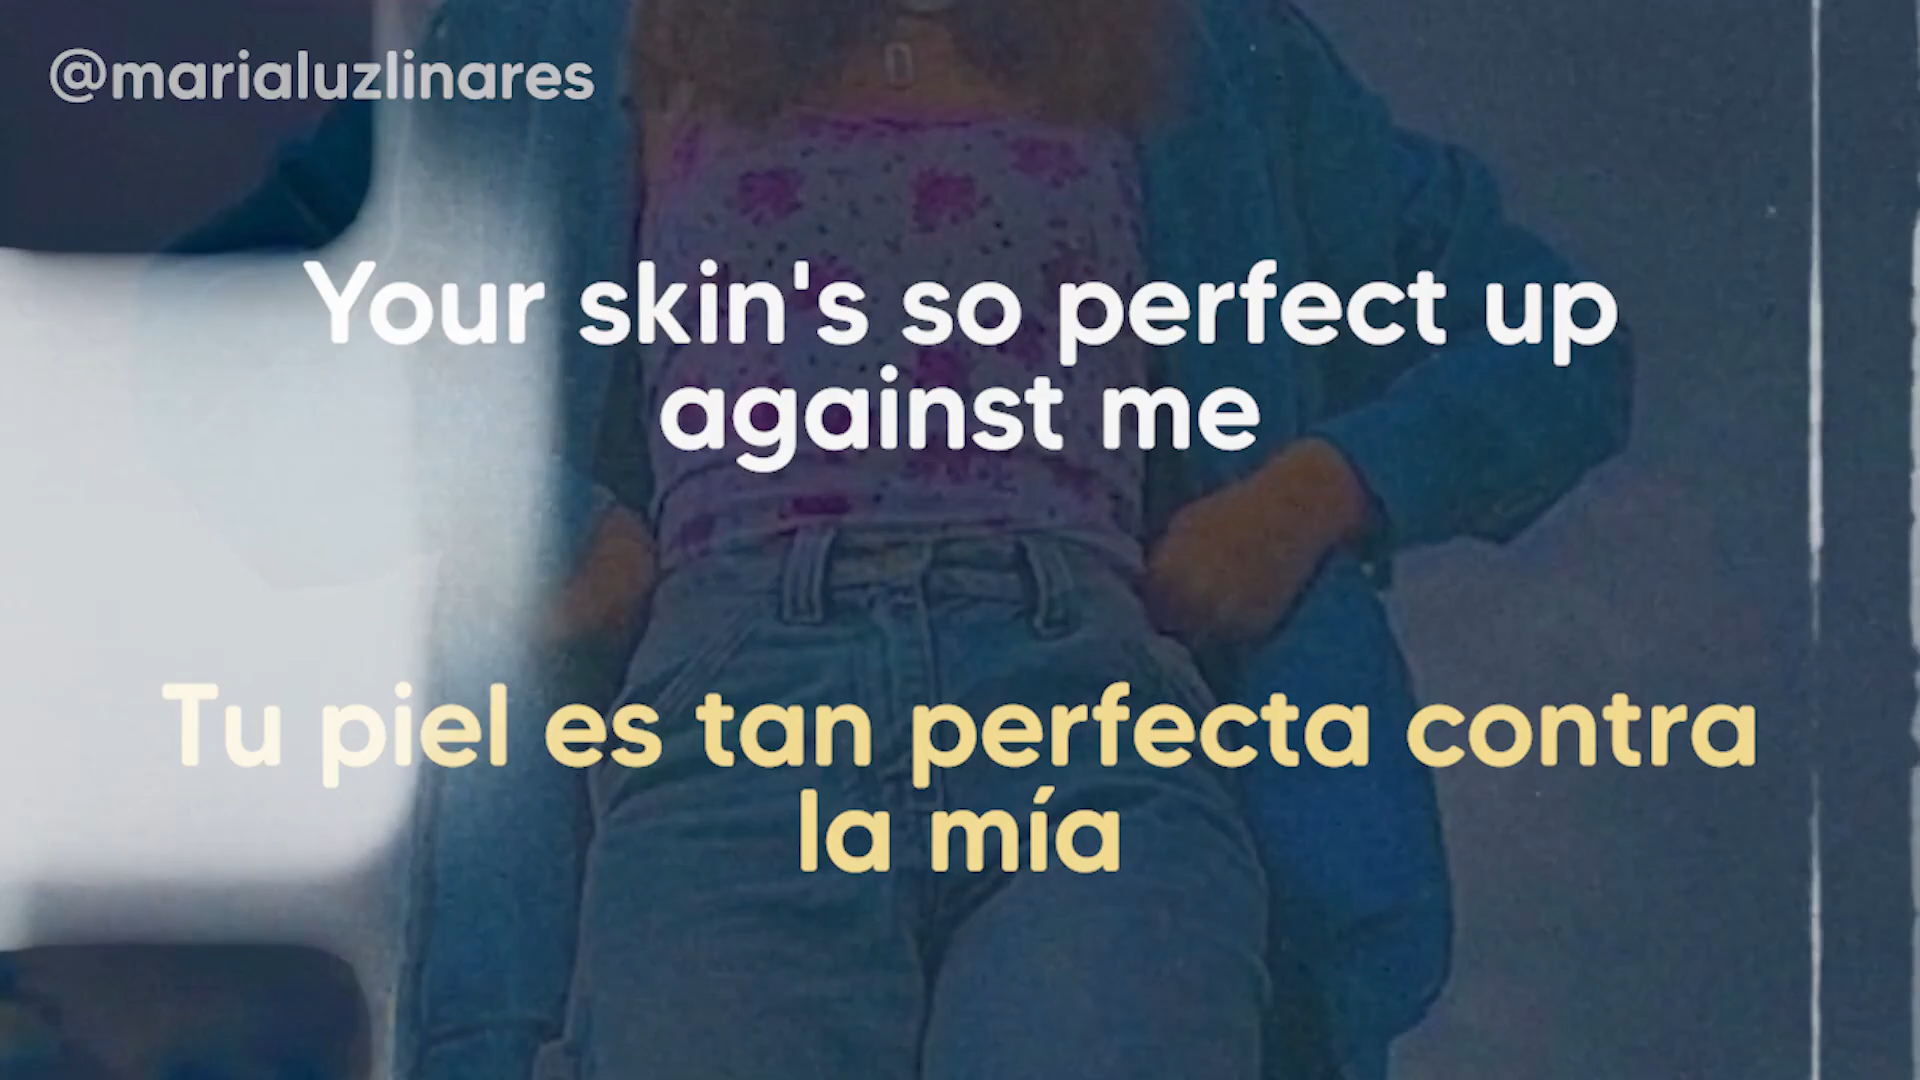 @marialuzlinares
Your skin's so perfect up
against me
Tu piel es tan perfecta contra
la mía